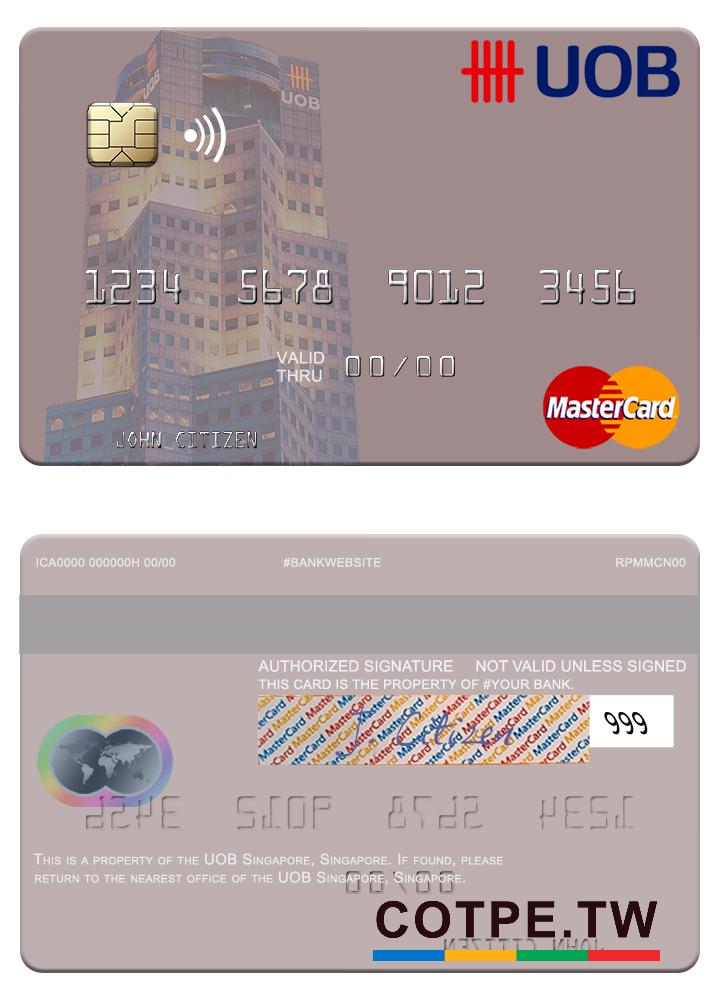 UOB
UOB
UOB
1234 5678 9012 3456
VALID THRU 00/00
MasterCard
JOHN CITIZEN
ICA0000 000000H 00/00 #BANKWEBSITE RPMMCN00
AUTHORIZED SIGNATURE NOT VALID UNLESS SIGNED
THIS CARD IS THE PROPERTY OF #YOUR BANK.
J. Citizen
999
THIS IS A PROPERTY OF THE UOB SINGAPORE, SINGAPORE. IF FOUND, PLEASE
RETURN TO THE NEAREST OFFICE OF THE UOB SINGAPORE, SINGAPORE.
COTPE.TW